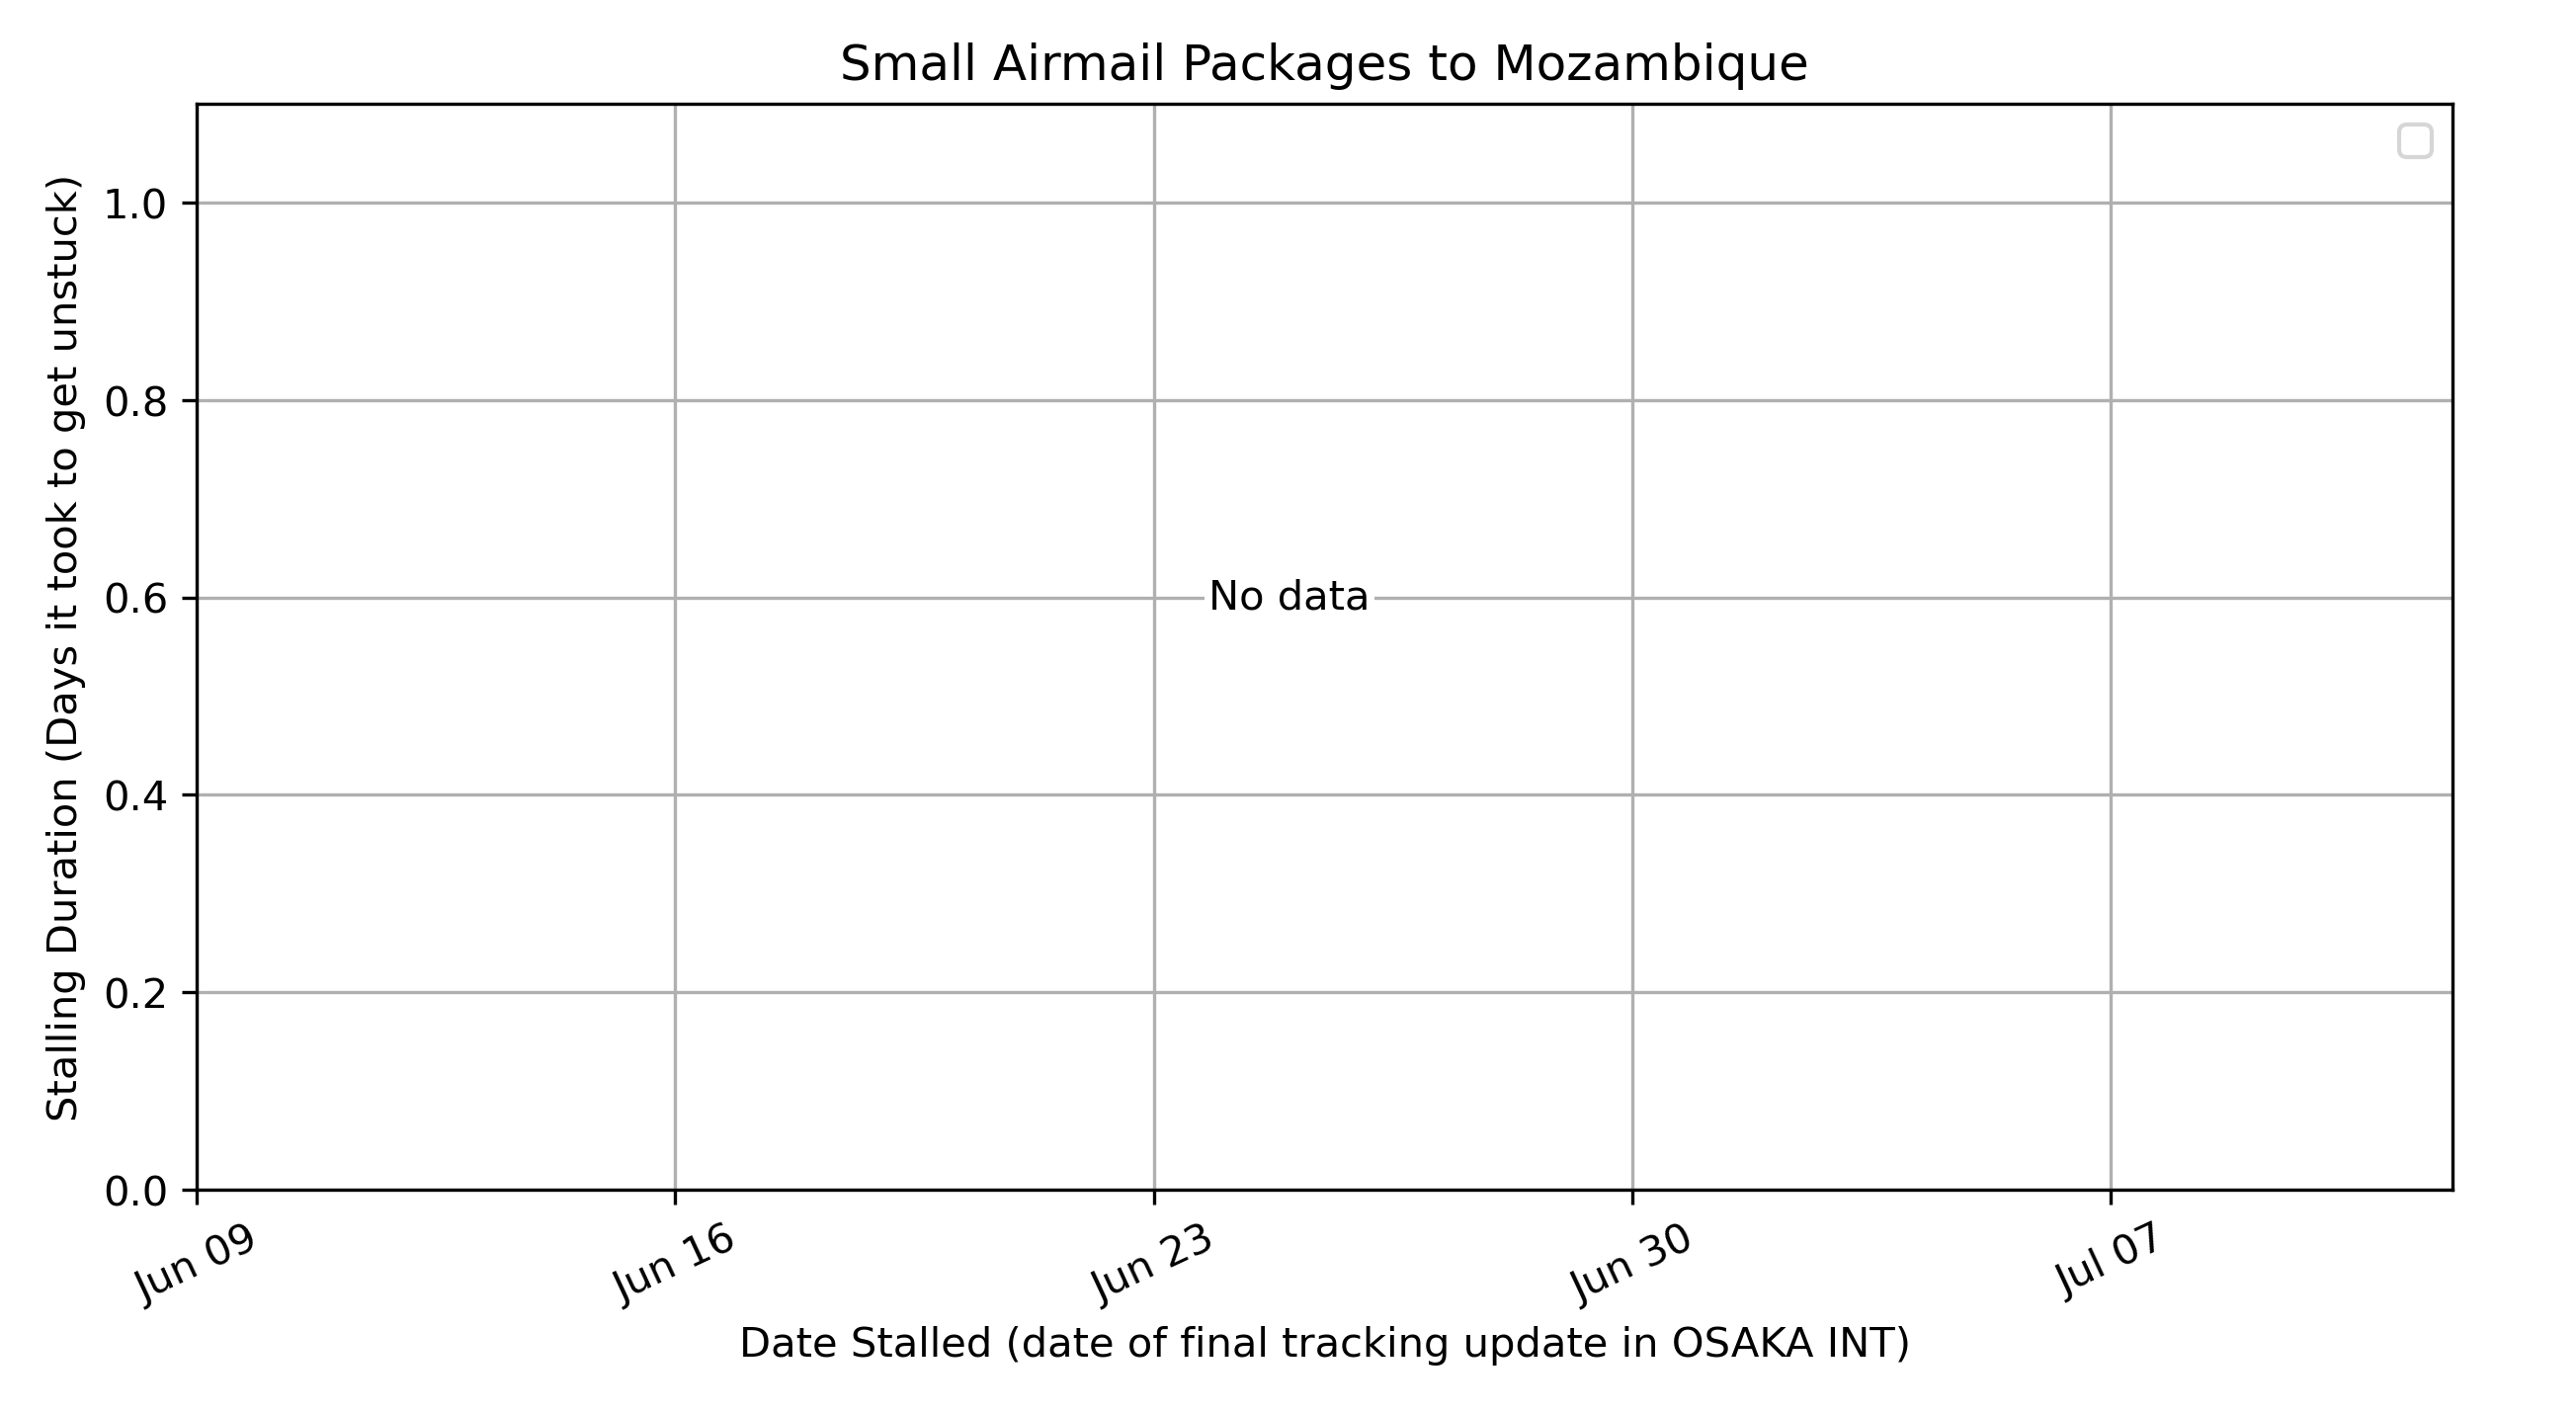 Small Airmail Packages to Mozambique
Stalling Duration (Days it took to get unstuck)
1.0
0.8
0.6
0.4
0.2
0.0
No data
Jun 09
Jun 16
Jun 23
Jun 30
Jul 07
Date Stalled (date of final tracking update in OSAKA INT)